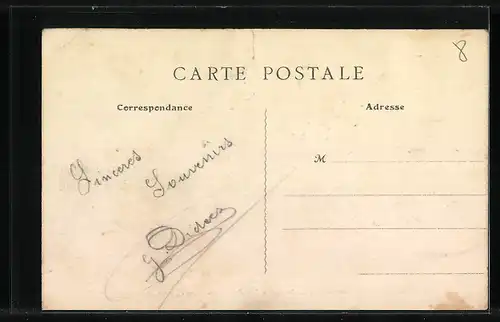 8
CARTE POSTALE
Correspondance
Adresse
M
Sincères
Souvenirs